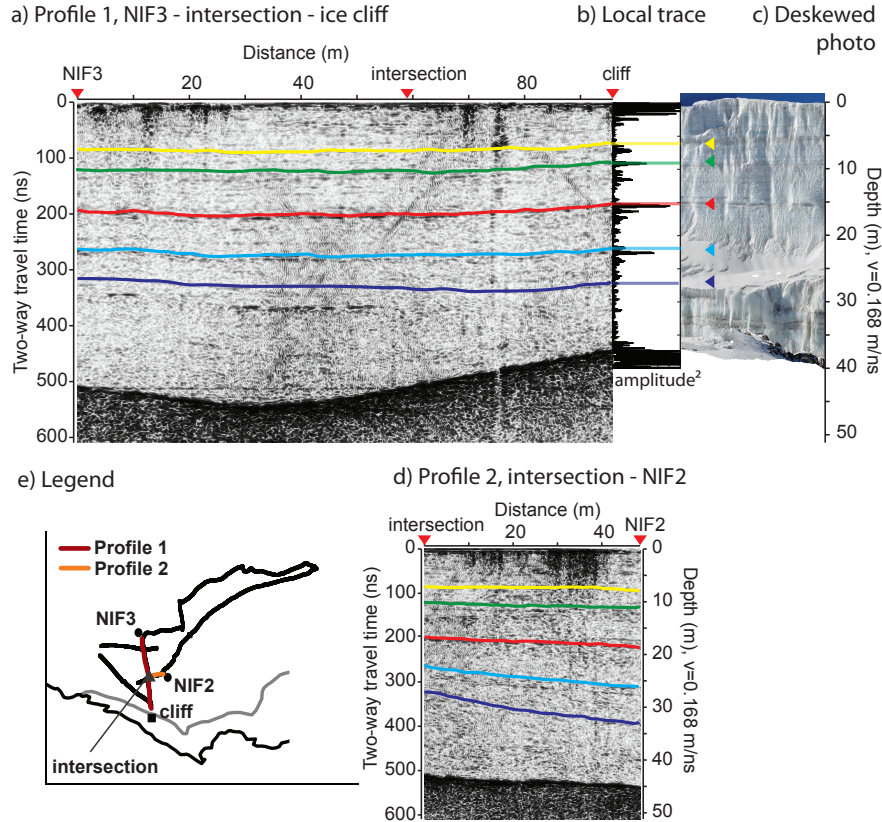 a) Profile 1, NIF3 - intersection - ice cliff
b) Local trace
c) Deskewed
photo
Distance (m)
NIF3
20
intersection
80
cliff
0
100
200
300
400
500
600
Two-way travel time (ns)
amplitude²
0
10
20
30
40
50
Depth (m), v=0.168 m/ns
e) Legend
Profile 1
Profile 2
NIF3
NIF2
cliff
intersection
d) Profile 2, intersection - NIF2
Distance (m)
intersection
20
40
NIF2
0
100
200
300
400
500
600
Two-way travel time (ns)
0
10
20
30
40
50
Depth (m), v=0.168 m/ns